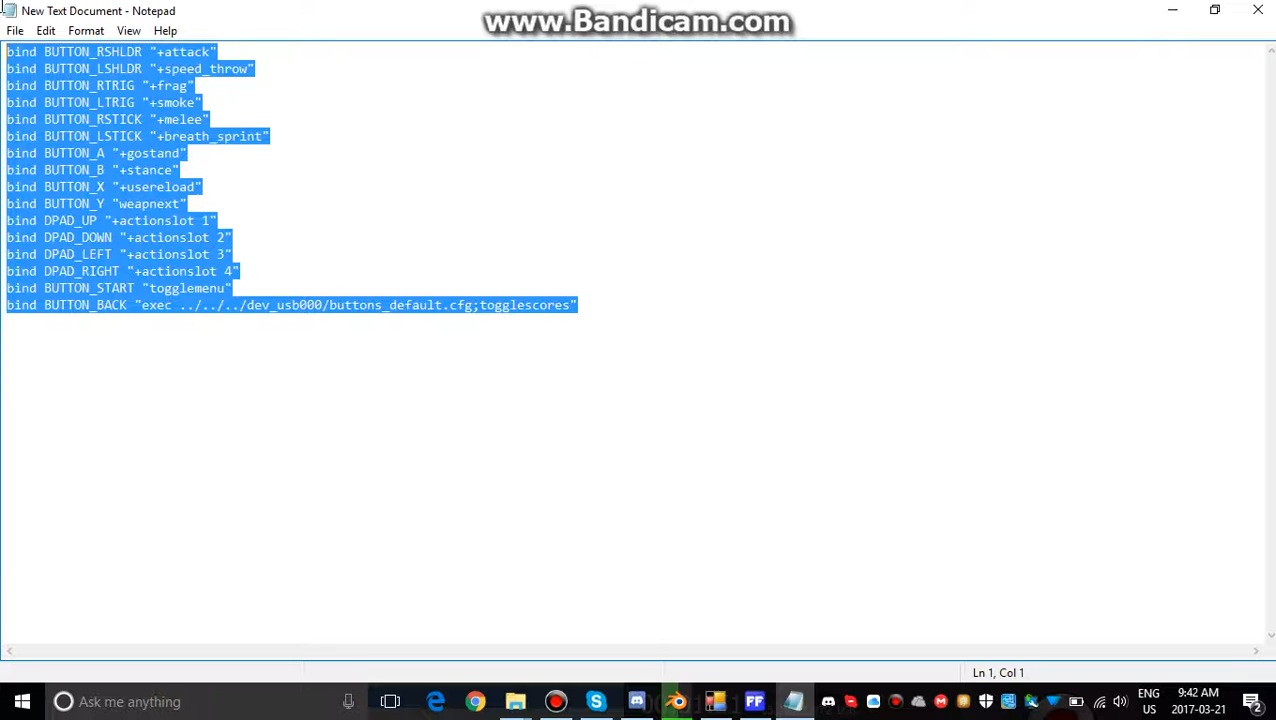 New Text Document - Notepad
www.Bandicam.com
File Edit Format View Help
bind BUTTON_RSHLDR "+attack"
bind BUTTON_LSHLDR "+speed_throw"
bind BUTTON_RTRIG "+frag"
bind BUTTON_LTRIG "+smoke"
bind BUTTON_RSTICK "+melee"
bind BUTTON_LSTICK "+breath_sprint"
bind BUTTON_A "+gostand"
bind BUTTON_B "+stance"
bind BUTTON_X "+usereload"
bind BUTTON_Y "weapnext"
bind DPAD_UP "+actionslot 1"
bind DPAD_DOWN "+actionslot 2"
bind DPAD_LEFT "+actionslot 3"
bind DPAD_RIGHT "+actionslot 4"
bind BUTTON_START "togglemenu"
bind BUTTON_BACK "exec ../../../dev_usb000/buttons_default.cfg;togglescores"
Ln 1, Col 1
Ask me anything
FF
ENG
US
9:42 AM
2017-03-21
2